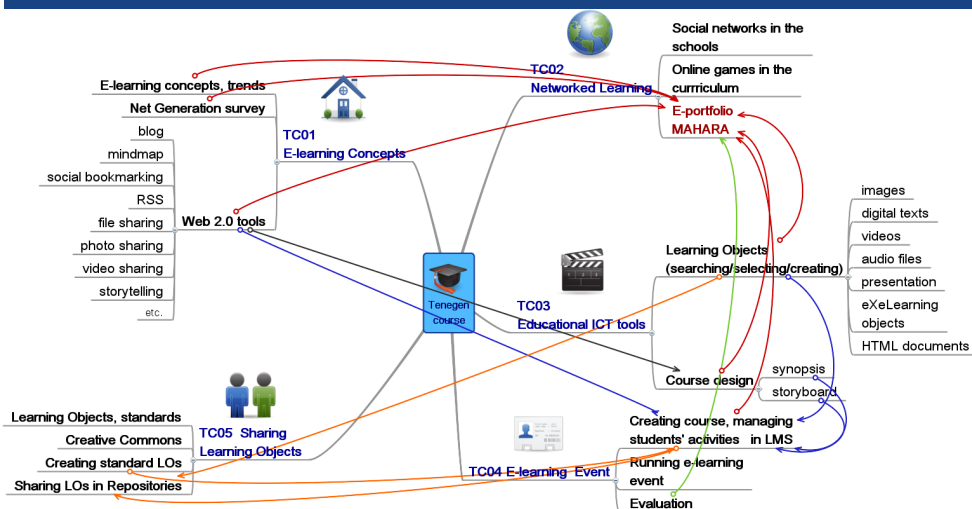 Social networks in the
schools
Online games in the
currriculum
E-portfolio
MAHARA
TC02
Networked Learning
E-learning concepts, trends
Net Generation survey
TC01
E-learning Concepts
blog
mindmap
social bookmarking
RSS
file sharing
photo sharing
video sharing
storytelling
etc.
Web 2.0 tools
Tenegen
course
TC03
Educational ICT tools
Learning Objects
(searching/selecting/creating)
images
digital texts
videos
audio files
presentation
eXeLearning
objects
HTML documents
Course design
synopsis
storyboard
TC05 Sharing
Learning Objects
Learning Objects, standards
Creative Commons
Creating standard LOs
Sharing LOs in Repositories
TC04 E-learning Event
Creating course, managing
students' activities in LMS
Running e-learning
event
Evaluation